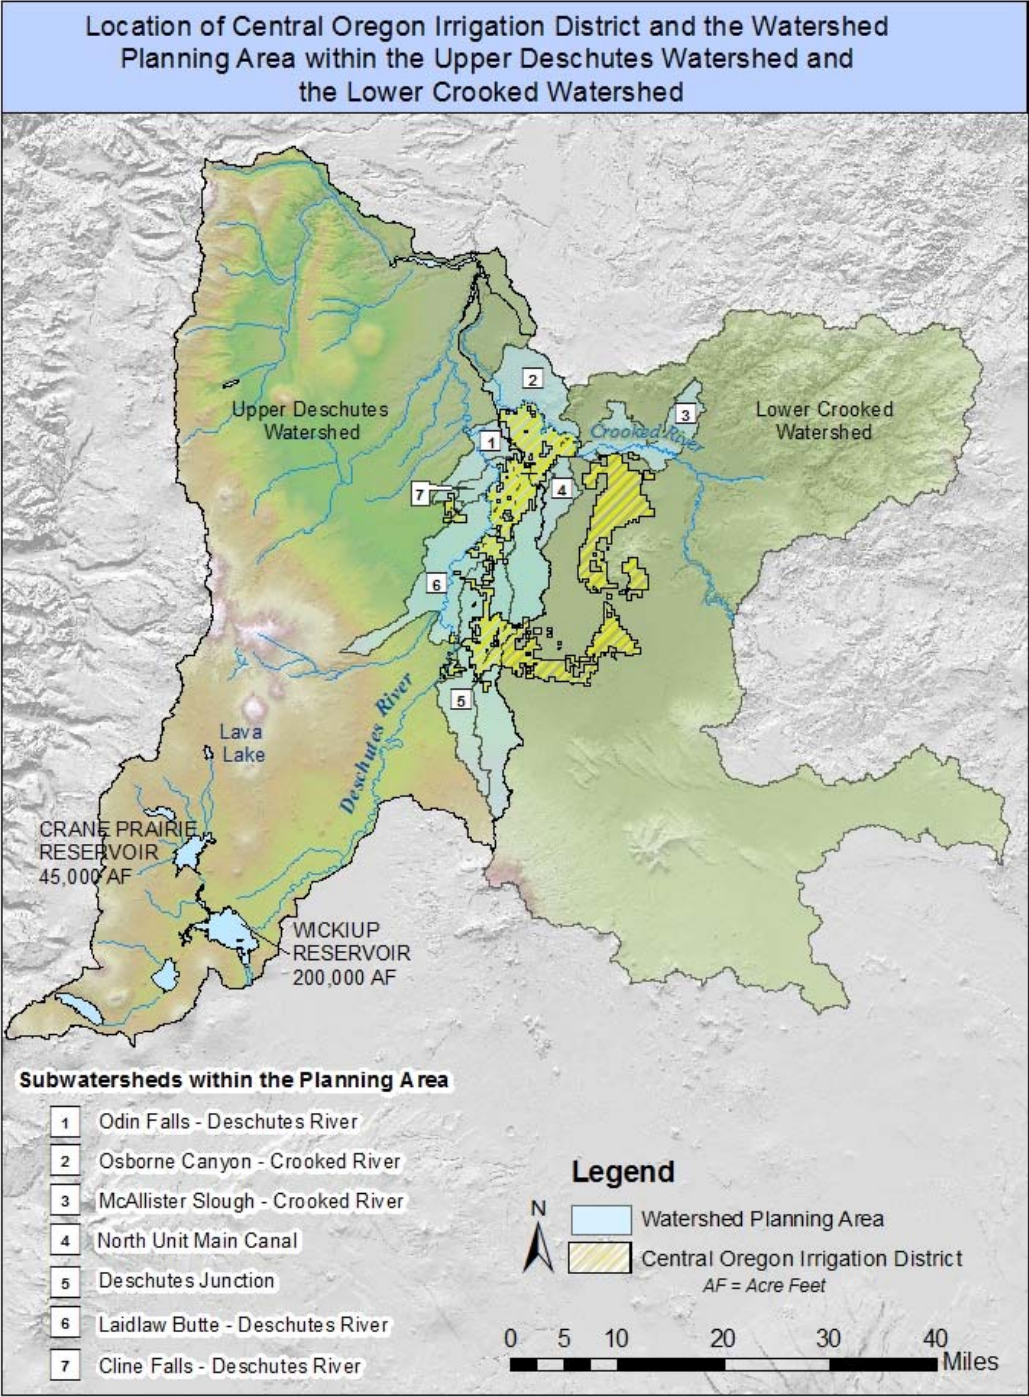 Location of Central Oregon Irrigation District and the Watershed
Planning Area within the Upper Deschutes Watershed and
the Lower Crooked Watershed
2
Upper Deschutes
Watershed
3
Lower Crooked
Watershed
1
Crooked River
7
4
6
5
Deschutes River
Lava
Lake
CRANE PRAIRIE
RESERVOIR
45,000 AF
WICKIUP
RESERVOIR
200,000 AF
Subwatersheds within the Planning Area
1 Odin Falls - Deschutes River
2 Osborne Canyon - Crooked River
3 McAllister Slough - Crooked River
4 North Unit Main Canal
5 Deschutes Junction
6 Laidlaw Butte - Deschutes River
7 Cline Falls - Deschutes River
Legend
N
Watershed Planning Area
Central Oregon Irrigation District
AF = Acre Feet
0 5 10 20 30 40
Miles